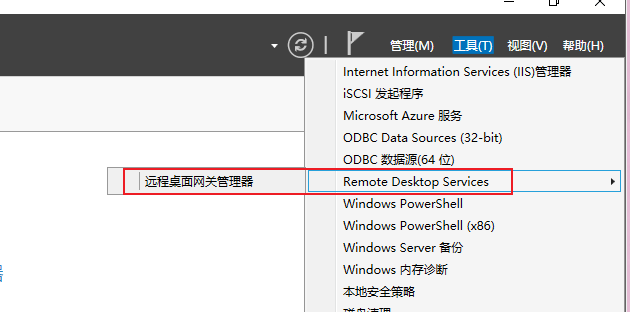 管理(M) 工具(T) 视图(V) 帮助(H)
Internet Information Services (IIS)管理器
iSCSI 发起程序
Microsoft Azure 服务
ODBC Data Sources (32-bit)
ODBC 数据源(64 位)
远程桌面网关管理器 Remote Desktop Services
Windows PowerShell
Windows PowerShell (x86)
Windows Server 备份
Windows 内存诊断
本地安全策略